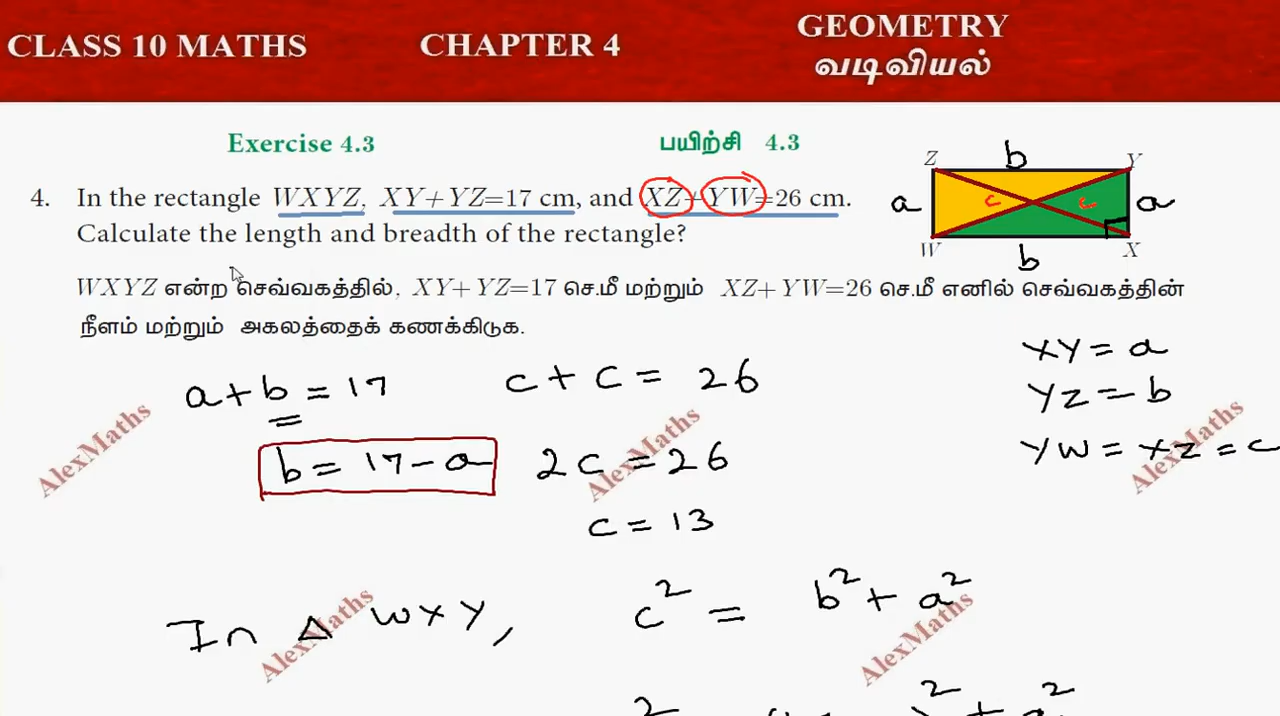 CLASS 10 MATHS CHAPTER 4 GEOMETRY
வடிவியல்
Exercise 4.3 பயிற்சி 4.3
4. In the rectangle WXYZ, XY+YZ=17 cm, and XZ+YW=26 cm.
Calculate the length and breadth of the rectangle?
WXYZ என்ற செவ்வகத்தில், XY+YZ=17 செ.மீ மற்றும் XZ+YW=26 செ.மீ எனில் செவ்வகத்தின்
நீளம் மற்றும் அகலத்தைக் கணக்கிடுக.
Z b Y
a c c a
W b X
XY = a
YZ = b
YW = XZ = c
a+b = 17 c + c = 26
b = 17-a 2c = 26
c = 13
In Δ WXY, c² = b² + a²
AlexMaths
AlexMaths
AlexMaths
AlexMaths
AlexMaths